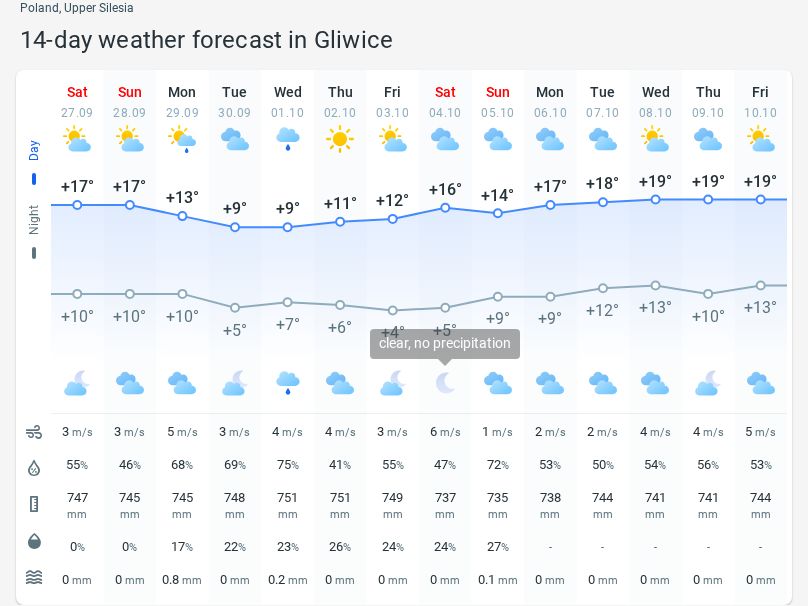 Poland, Upper Silesia
14-day weather forecast in Gliwice
Sat Sun Mon Tue Wed Thu Fri Sat Sun Mon Tue Wed Thu Fri
27.09 28.09 29.09 30.09 01.10 02.10 03.10 04.10 05.10 06.10 07.10 08.10 09.10 10.10
Day
+17° +17° +13° +9° +9° +11° +12° +16° +14° +17° +18° +19° +19° +19°
Night
+10° +10° +10° +5° +7° +6° +4° +5° +9° +9° +12° +13° +10° +13°
clear, no precipitation
3 m/s 3 m/s 5 m/s 3 m/s 4 m/s 4 m/s 3 m/s 6 m/s 1 m/s 2 m/s 2 m/s 4 m/s 4 m/s 5 m/s
55% 46% 68% 69% 75% 41% 55% 47% 72% 53% 50% 54% 56% 53%
747 745 745 748 751 751 749 737 735 738 744 741 741 744
mm mm mm mm mm mm mm mm mm mm mm mm mm mm
0% 0% 17% 22% 23% 26% 24% 24% 27% - - - - -
0 mm 0 mm 0.8 mm 0 mm 0.2 mm 0 mm 0 mm 0 mm 0.1 mm 0 mm 0 mm 0 mm 0 mm 0 mm